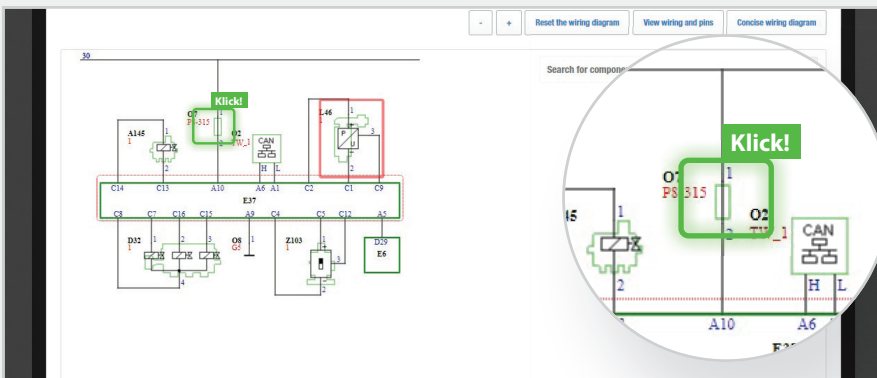 - + Reset the wiring diagram View wiring and pins Concise wiring diagram
30
Search for compone
Klick!
O7 1
P8-315
2
O2
TW_1
CAN
H L
A145 1
1
2
L46 1
1
P
U
3
2
C14 C13 A10 A6 A1 C2 C1 C9
E37
C8 C7 C16 C15 A9 C4 C5 C12 A5
D32 1 2 3
1
4
O8 1
G5
Z103 1
1
3
2
D29
E6
Klick!
O7 1
P8-315
2
O2
TW_1
CAN
H L
45 1
2
A10 A6